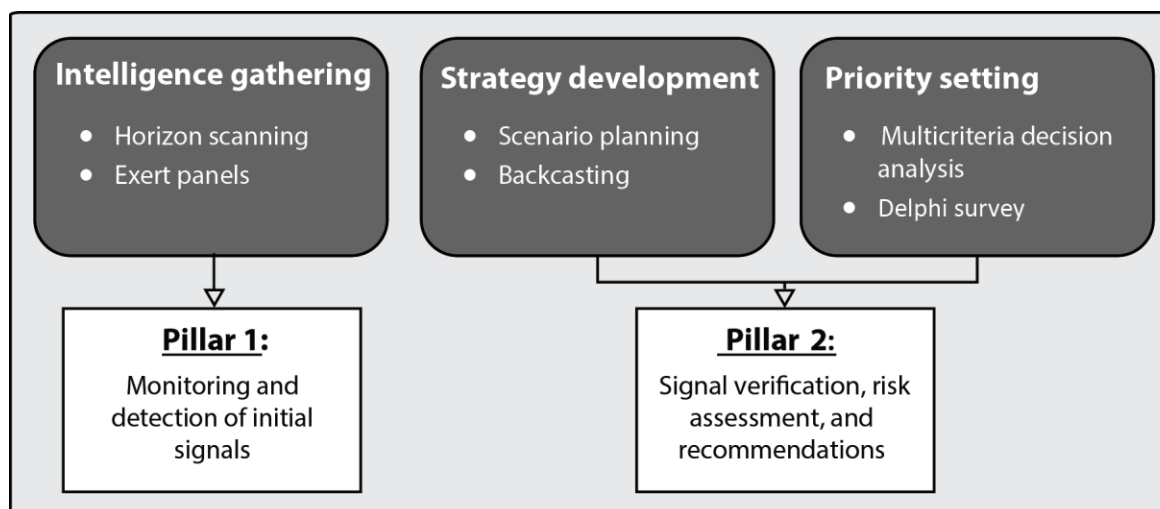 Intelligence gathering
● Horizon scanning
● Exert panels
Strategy development
● Scenario planning
● Backcasting
Priority setting
● Multicriteria decision
analysis
● Delphi survey
Pillar 1:
Monitoring and
detection of initial
signals
Pillar 2:
Signal verification, risk
assessment, and
recommendations